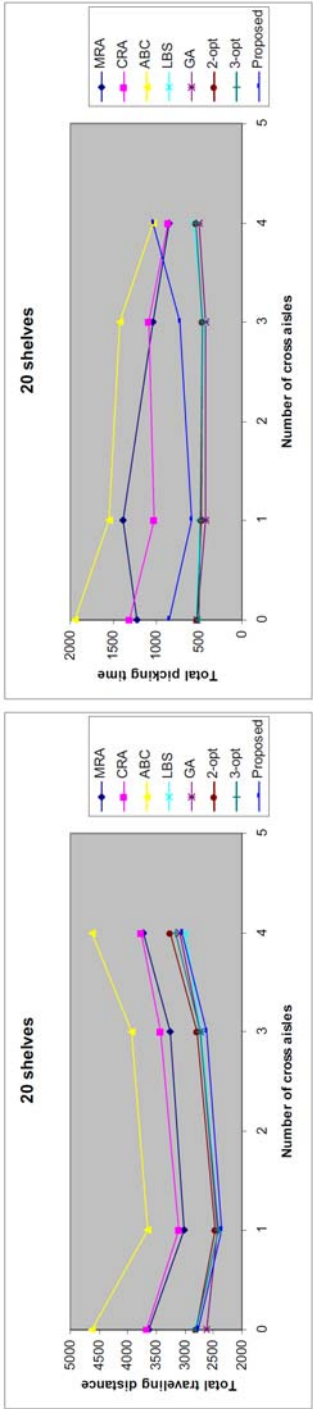 20 shelves
Total traveling distance
5000
4500
4000
3500
3000
2500
2000
0
1
2
3
4
5
Number of cross aisles
MRA
CRA
ABC
LBS
GA
2-opt
3-opt
Proposed
20 shelves
Total picking time
2000
1500
1000
500
0
0
1
2
3
4
5
Number of cross aisles
MRA
CRA
ABC
LBS
GA
2-opt
3-opt
Proposed